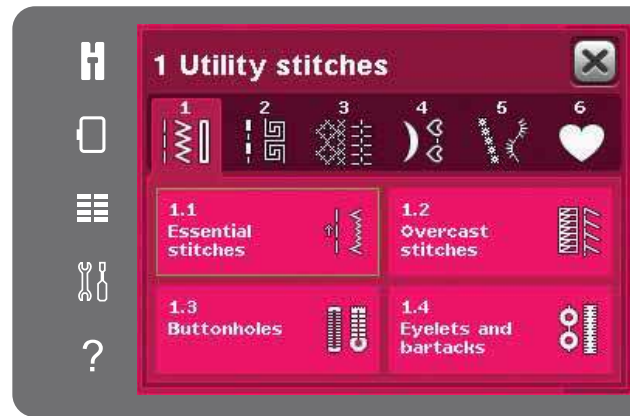 1 Utility stitches
1 2 3 4 5 6
1.1
Essential
stitches
1.2
Overcast
stitches
1.3
Buttonholes
1.4
Eyelets and
bartacks
?